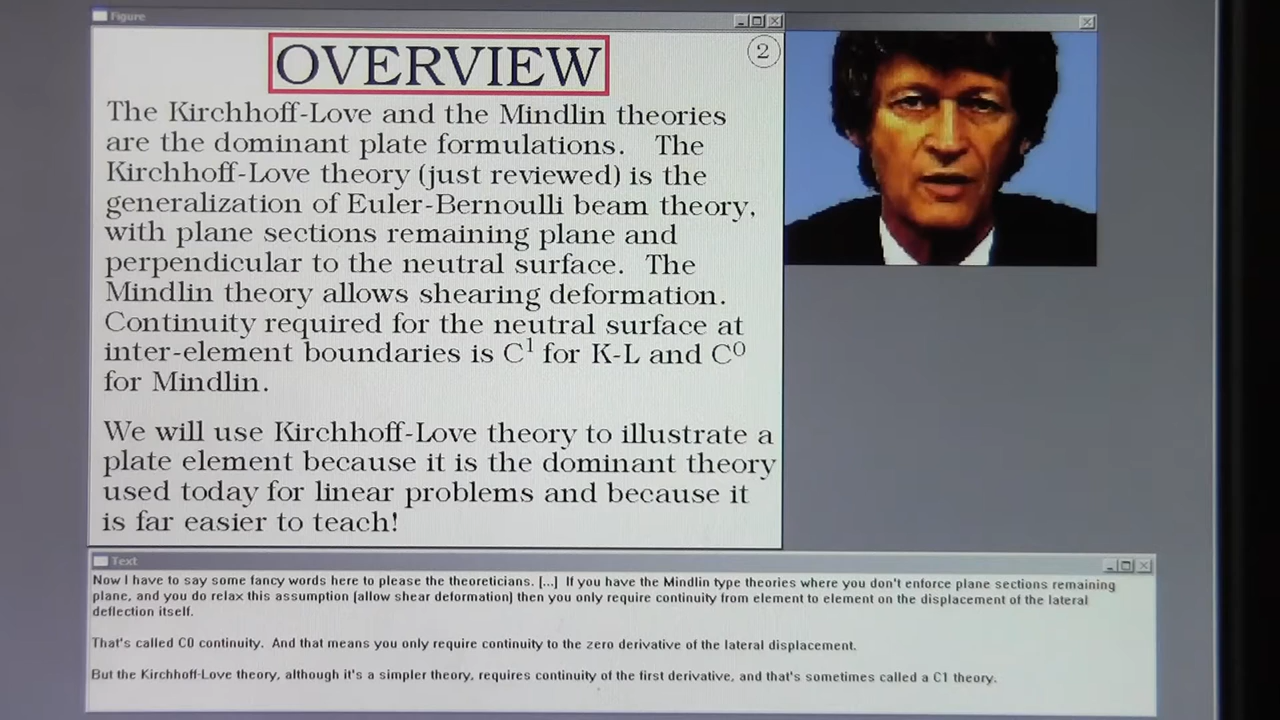 Figure
OVERVIEW
2
The Kirchhoff-Love and the Mindlin theories
are the dominant plate formulations. The
Kirchhoff-Love theory (just reviewed) is the
generalization of Euler-Bernoulli beam theory,
with plane sections remaining plane and
perpendicular to the neutral surface. The
Mindlin theory allows shearing deformation.
Continuity required for the neutral surface at
inter-element boundaries is C¹ for K-L and C⁰
for Mindlin.
We will use Kirchhoff-Love theory to illustrate a
plate element because it is the dominant theory
used today for linear problems and because it
is far easier to teach!
Text
Now I have to say some fancy words here to please the theoreticians. [...] If you have the Mindlin type theories where you don't enforce plane sections remaining
plane, and you do relax this assumption (allow shear deformation) then you only require continuity from element to element on the displacement of the lateral
deflection itself.
That's called C0 continuity. And that means you only require continuity to the zero derivative of the lateral displacement.
But the Kirchhoff-Love theory, although it's a simpler theory, requires continuity of the first derivative, and that's sometimes called a C1 theory.